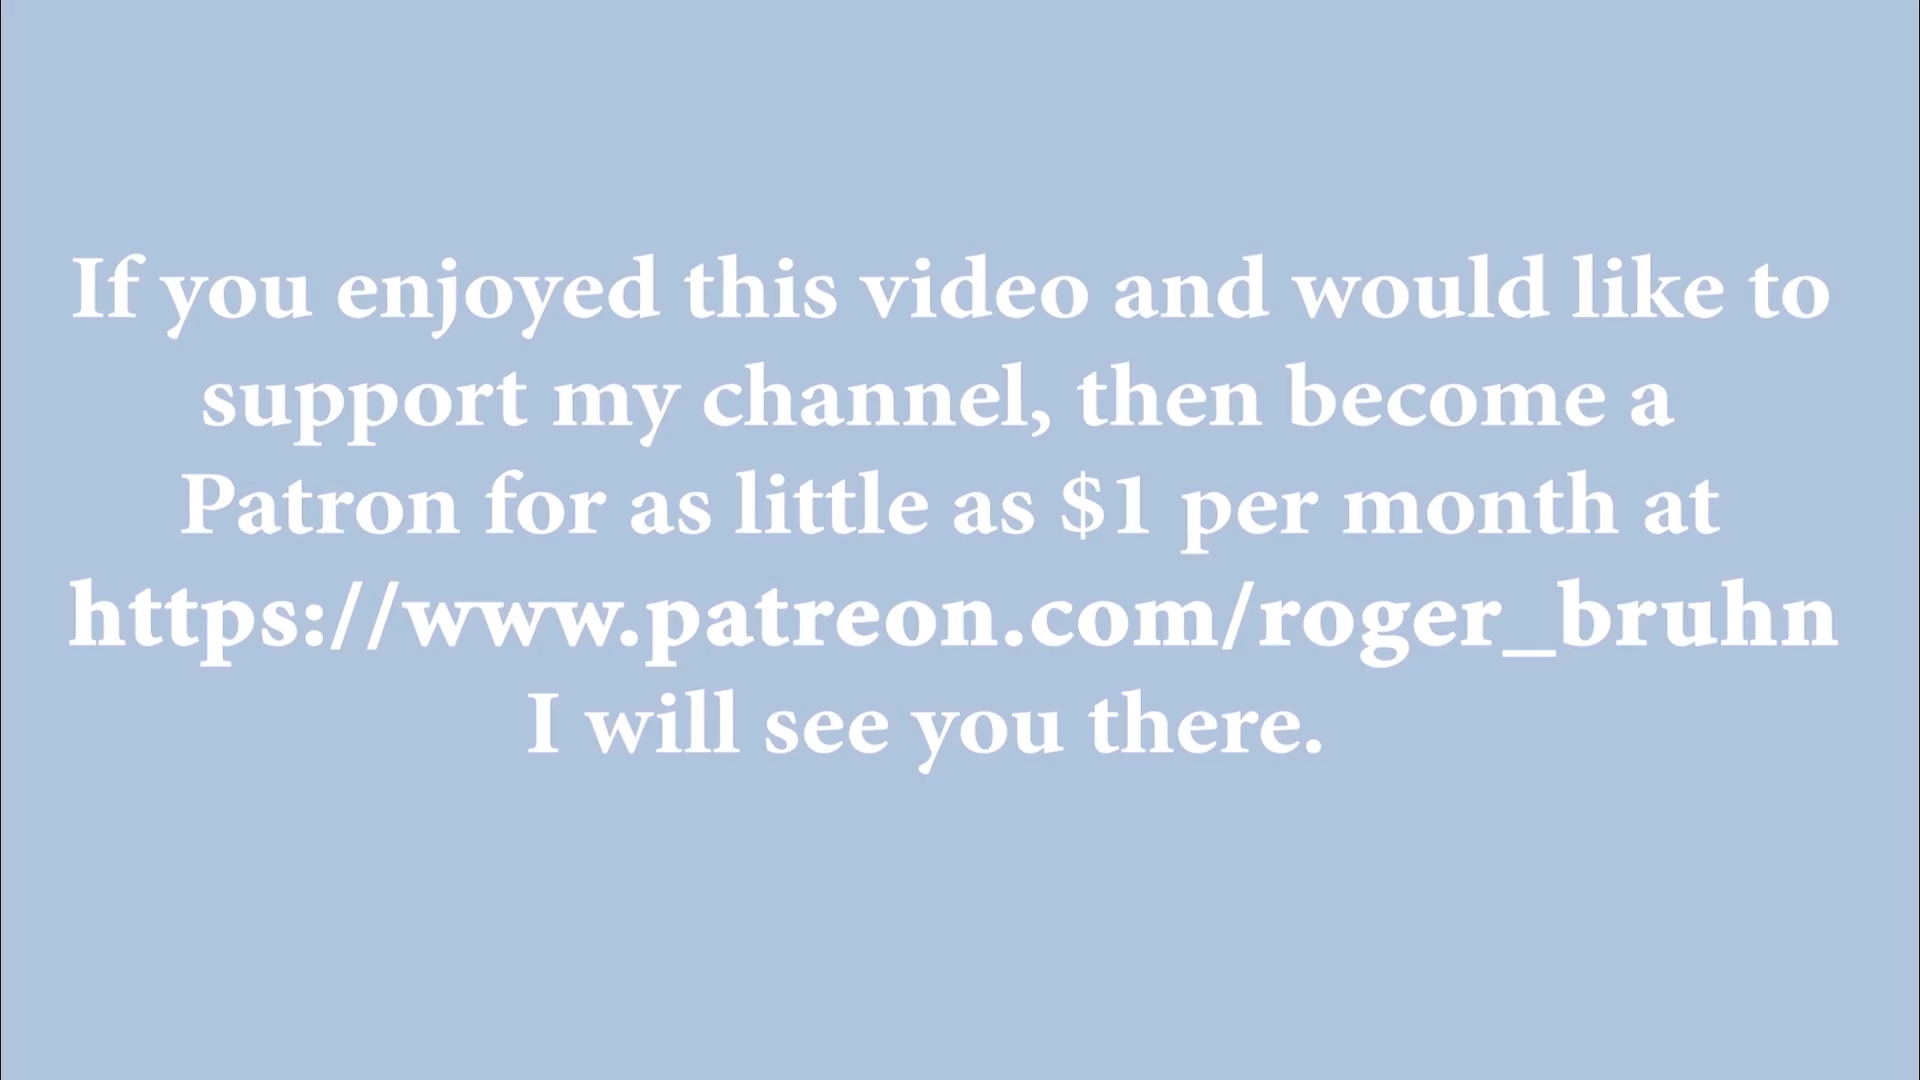 If you enjoyed this video and would like to
support my channel, then become a
Patron for as little as $1 per month at
https://www.patreon.com/roger_bruhn
I will see you there.